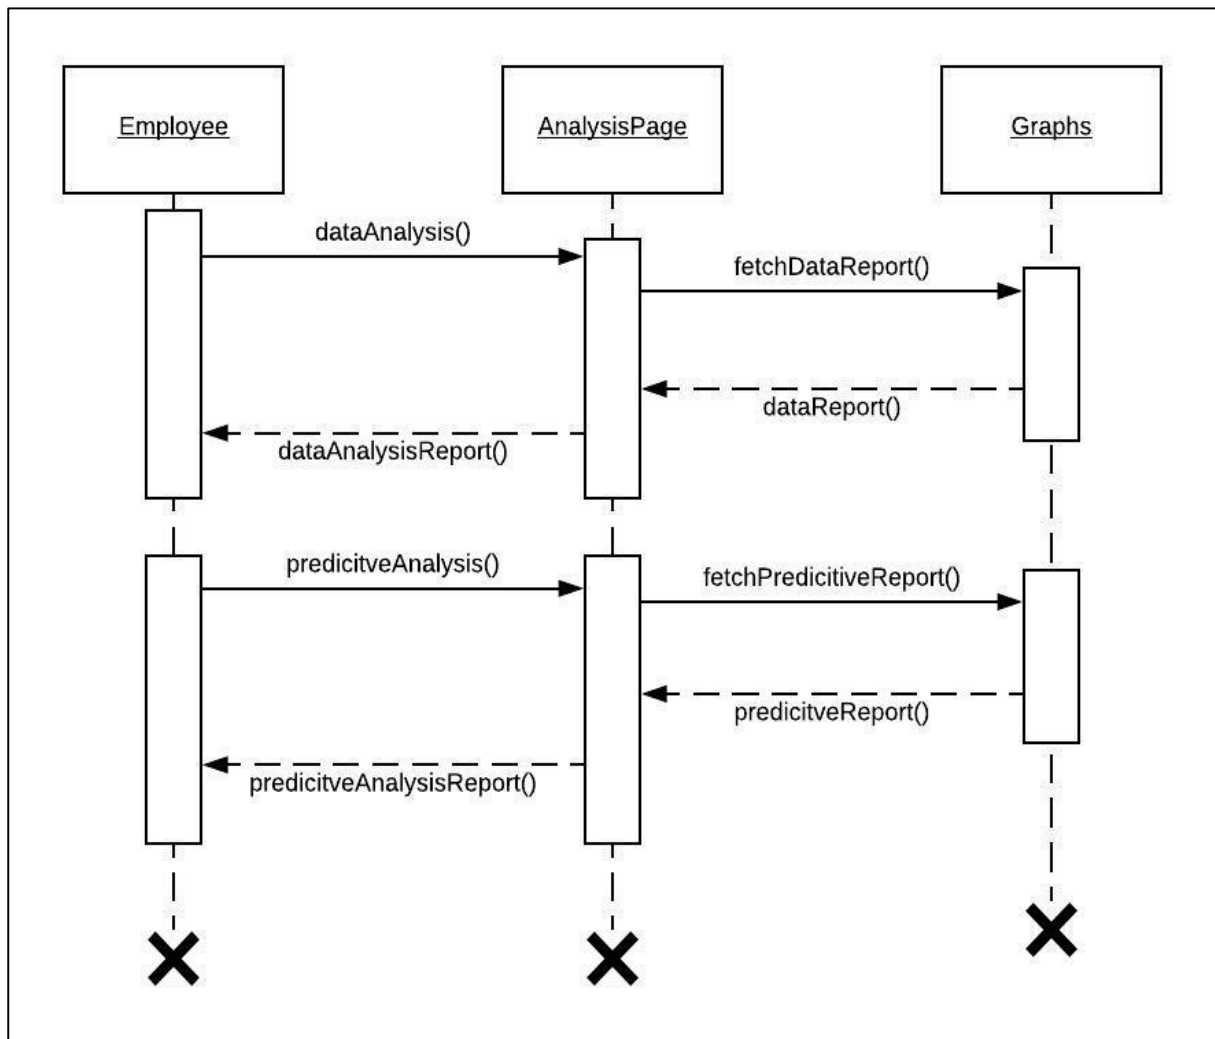 Employee
AnalysisPage
Graphs
dataAnalysis()
fetchDataReport()
dataReport()
dataAnalysisReport()
predicitveAnalysis()
fetchPredicitiveReport()
predicitveReport()
predicitveAnalysisReport()